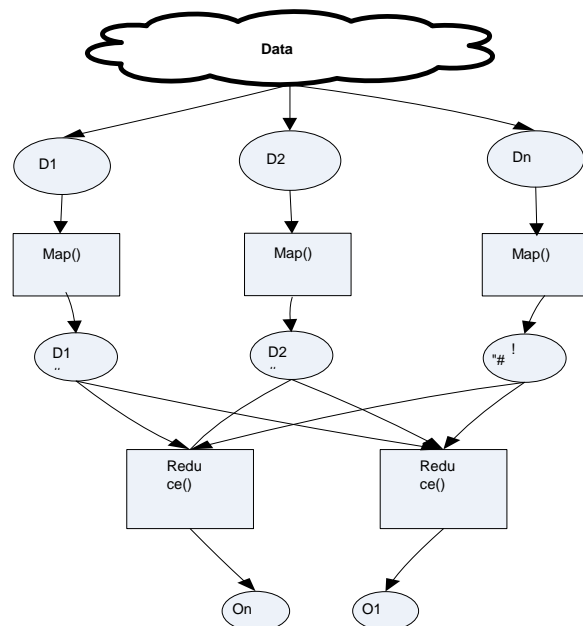 Data
D1
D2
Dn
Map()
Map()
Map()
D1
''
D2
''
!
"#
Redu
ce()
Redu
ce()
On
O1